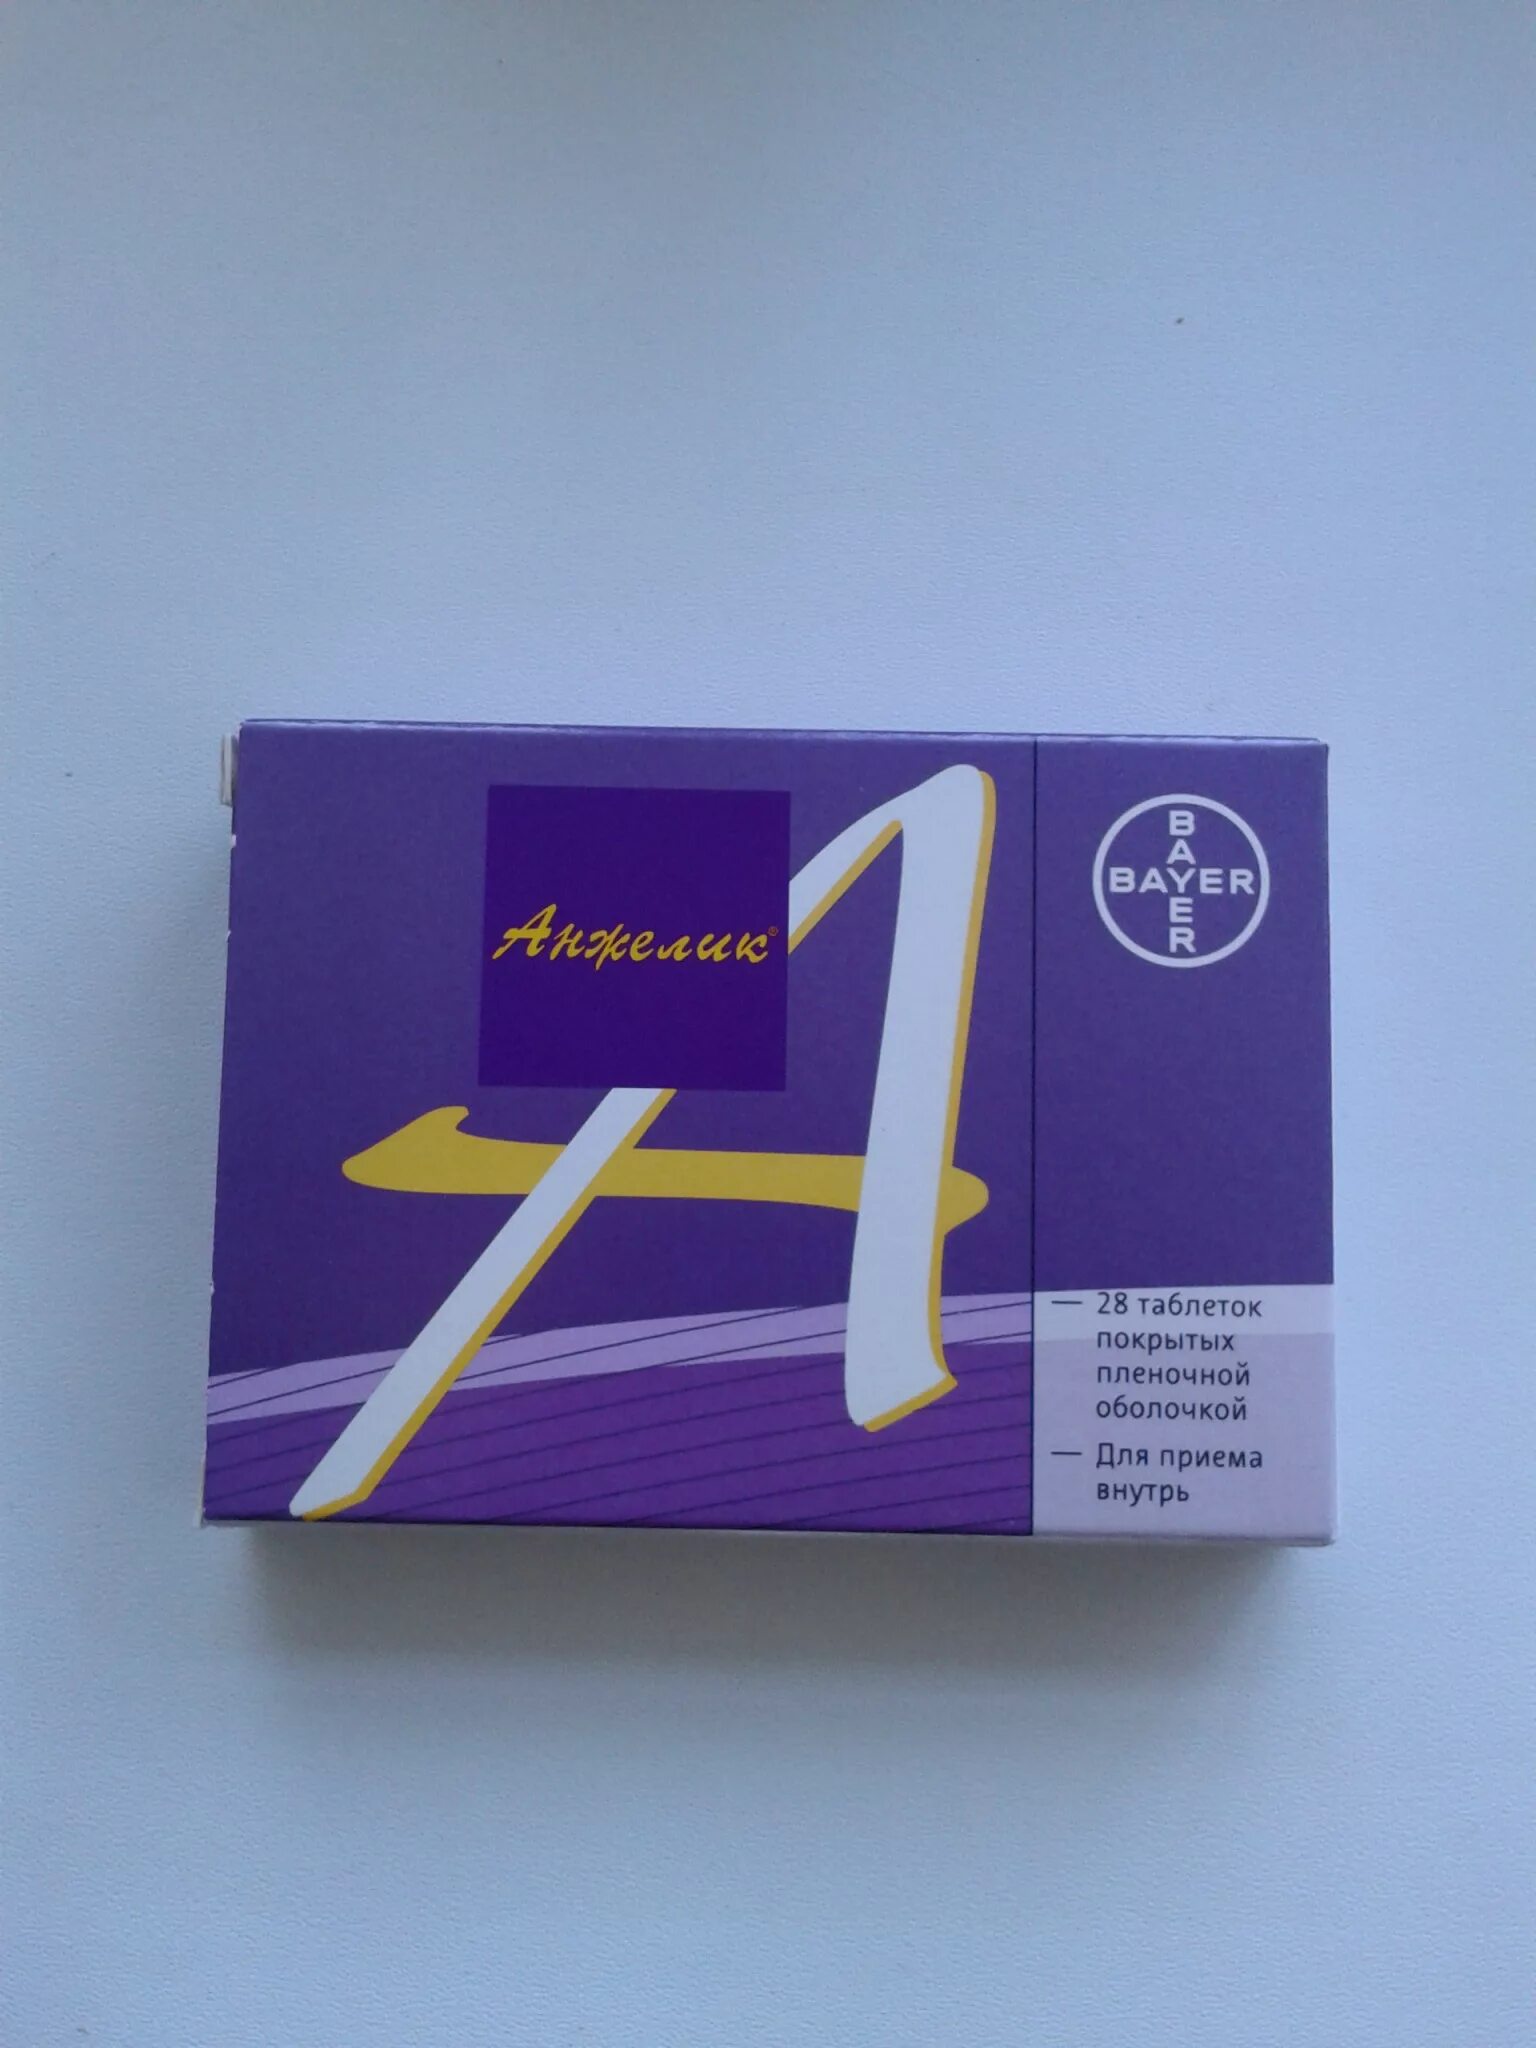 Анжелик®
BAYER
BAYER
— 28 таблеток
покрытых
пленочной
оболочкой
— Для приема
внутрь